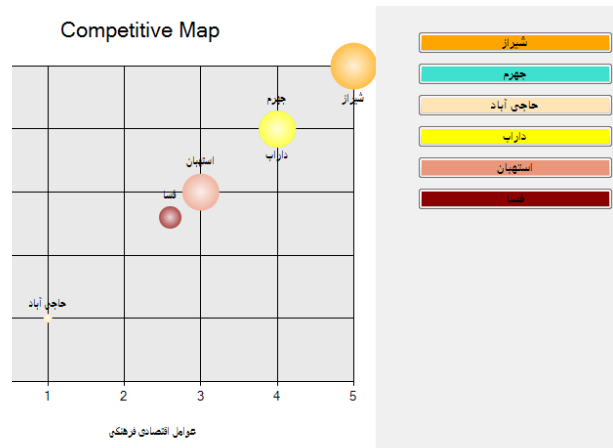 Competitive Map
شیراز
جهرم
داراب
استهبان
فسا
حاجی آباد
1 2 3 4 5
عوامل اقتصادی فرهنگی
شیراز
جهرم
حاجی آباد
داراب
استهبان
فسا